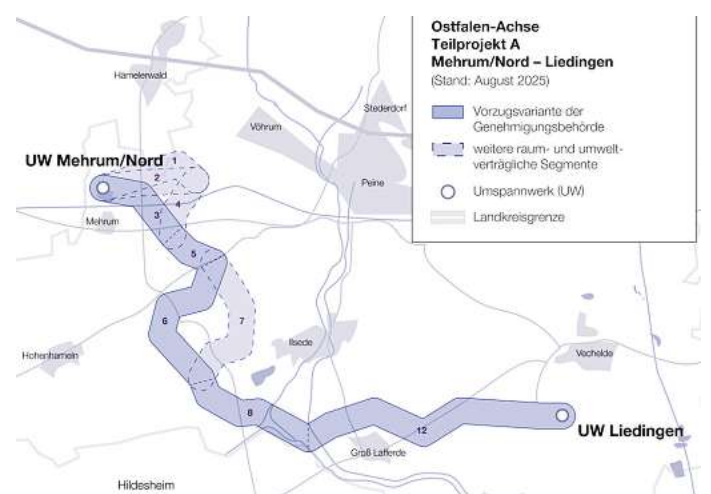 Ostfalen-Achse
Teilprojekt A
Mehrum/Nord – Liedingen
(Stand: August 2025)
Vorzugsvariante der
Genehmigungsbehörde
weitere raum- und umwelt-
verträgliche Segmente
Umspannwerk (UW)
Landkreisgrenze
Hamelerwald
Stederdorf
Vöhrum
UW Mehrum/Nord
1
2
Peine
4
3
Mehrum
5
6
7
Ilsede
Hohenhameln
Vechelde
8
12
UW Liedingen
Groß Lafferde
Hildesheim